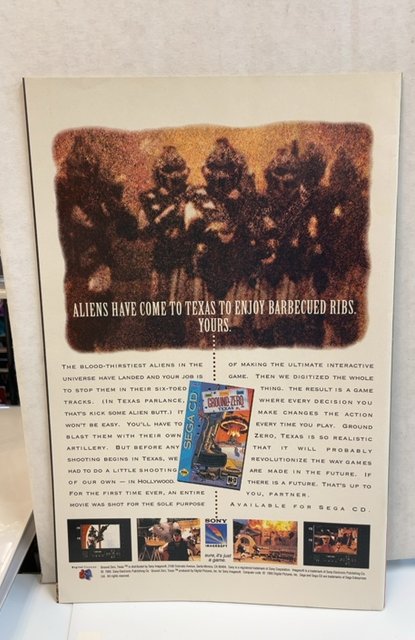 ALIENS HAVE COME TO TEXAS TO ENJOY BARBECUED RIBS.
YOURS.
THE BLOOD-THIRSTIEST ALIENS IN THE
UNIVERSE HAVE LANDED AND YOUR JOB IS
TO STOP THEM IN THEIR SIX-TOED
TRACKS. (IN TEXAS PARLANCE,
THAT'S KICK SOME ALIEN BUTT.) IT
WON'T BE EASY. YOU'LL HAVE TO
BLAST THEM WITH THEIR OWN
ARTILLERY. BUT BEFORE ANY
SHOOTING BEGINS IN TEXAS, WE
HAD TO DO A LITTLE SHOOTING
OF OUR OWN — IN HOLLYWOOD.
FOR THE FIRST TIME EVER, AN ENTIRE
MOVIE WAS SHOT FOR THE SOLE PURPOSE
OF MAKING THE ULTIMATE INTERACTIVE
GAME. THEN WE DIGITIZED THE WHOLE
THING. THE RESULT IS A GAME
WHERE EVERY DECISION YOU
MAKE CHANGES THE ACTION
EVERY TIME YOU PLAY. GROUND
ZERO, TEXAS IS SO REALISTIC
THAT IT WILL PROBABLY
REVOLUTIONIZE THE WAY GAMES
ARE MADE IN THE FUTURE. IF
THERE IS A FUTURE. THAT'S UP TO
YOU, PARTNER.
AVAILABLE FOR SEGA CD.
SEGA CD
GROUND ZERO
TEXAS
SONY
IMAGESOFT
sure, it's just
a game.
Digital Pictures